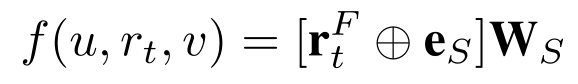 f(u, r_t, v) = [𝐫_t^F ⊕ 𝐞_S]𝐖_S